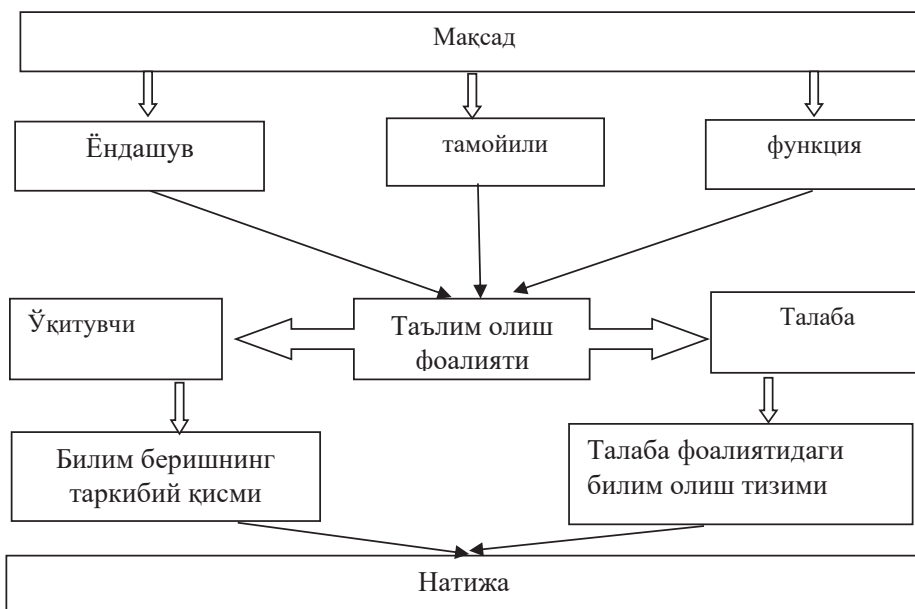 Мақсад
Ёндашув
тамойили
функция
Ўқитувчи
Таълим олиш
фоалияти
Талаба
Билим беришнинг
таркибий қисми
Талаба фоалиятидаги
билим олиш тизими
Натижа